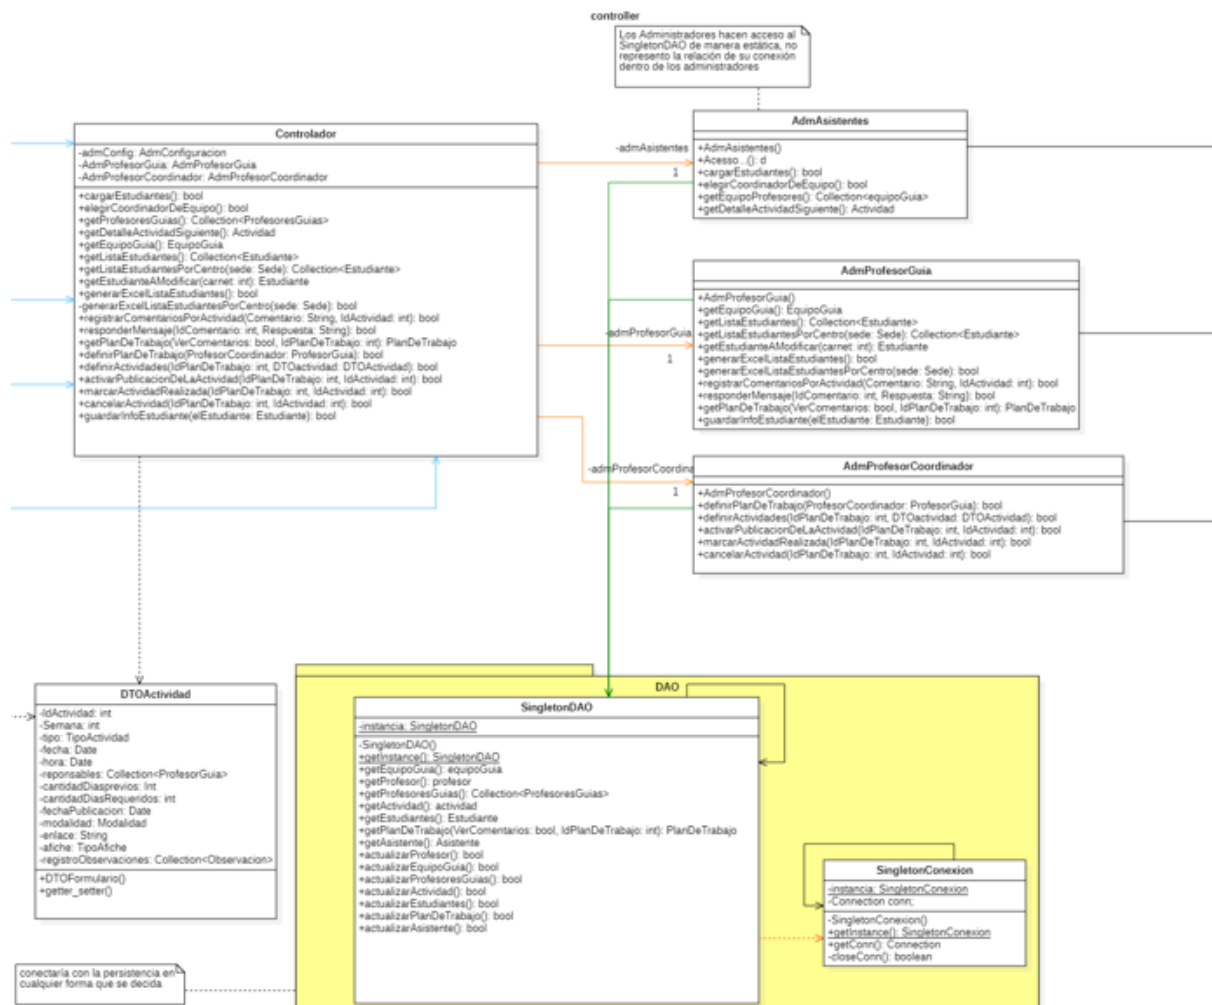 controller
Los Administradores hacen acceso al
SingletonDAO de manera estática, no
represento la relación de su conexión
dentro de los administradores
Controlador
-admConfig: AdmConfiguracion
-AdmProfesorGuia: AdmProfesorGuia
-AdmProfesorCoordinador: AdmProfesorCoordinador
+cargarEstudiantes(): bool
+elegirCoordinadorDeEquipo(): bool
+getProfesoresGuias(): Collection<ProfesoresGuias>
+getDetalleActividadSiguiente(): Actividad
+getEquipoGuia(): EquipoGuia
+getListaEstudiantes(): Collection<Estudiante>
+getListaEstudiantesPorCentro(sede: Sede): Collection<Estudiante>
+getEstudianteAModificar(carnet: int): Estudiante
+generarExcelListaEstudiantes(): bool
-generarExcelListaEstudiantesPorCentro(sede: Sede): bool
+registrarComentariosPorActividad(Comentario: String, IdActividad: int): bool
+responderMensaje(IdComentario: int, Respuesta: String): bool
+getPlanDeTrabajo(VerComentarios: bool, IdPlanDeTrabajo: int): PlanDeTrabajo
+definirPlanDeTrabajo(ProfesorCoordinador: ProfesorGuia): bool
+definirActividades(IdPlanDeTrabajo: int, DTOactividad: DTOActividad): bool
+activarPublicacionDeLaActividad(IdPlanDeTrabajo: int, IdActividad: int): bool
+marcarActividadRealizada(IdPlanDeTrabajo: int, IdActividad: int): bool
+cancelarActividad(IdPlanDeTrabajo: int, IdActividad: int): bool
+guardarInfoEstudiante(elEstudiante: Estudiante): bool
-admAsistentes
1
AdmAsistentes
+AdmAsistentes()
+Acesso...(): d
+cargarEstudiantes(): bool
+elegirCoordinadorDeEquipo(): bool
+getEquipoProfesores(): Collection<equipoGuia>
+getDetalleActividadSiguiente(): Actividad
-admProfesorGuia
1
AdmProfesorGuia
+AdmProfesorGuia()
+getEquipoGuia(): EquipoGuia
+getListaEstudiantes(): Collection<Estudiante>
+getListaEstudiantesPorCentro(sede: Sede): Collection<Estudiante>
+getEstudianteAModificar(carnet: int): Estudiante
+generarExcelListaEstudiantes(): bool
+generarExcelListaEstudiantesPorCentro(sede: Sede): bool
+registrarComentariosPorActividad(Comentario: String, IdActividad: int): bool
+responderMensaje(IdComentario: int, Respuesta: String): bool
+getPlanDeTrabajo(VerComentarios: bool, IdPlanDeTrabajo: int): PlanDeTrabajo
+guardarInfoEstudiante(elEstudiante: Estudiante): bool
-admProfesorCoordina
1
AdmProfesorCoordinador
+AdmProfesorCoordinador()
+definirPlanDeTrabajo(ProfesorCoordinador: ProfesorGuia): bool
+definirActividades(IdPlanDeTrabajo: int, DTOactividad: DTOActividad): bool
+activarPublicacionDeLaActividad(IdPlanDeTrabajo: int, IdActividad: int): bool
+marcarActividadRealizada(IdPlanDeTrabajo: int, IdActividad: int): bool
+cancelarActividad(IdPlanDeTrabajo: int, IdActividad: int): bool
DTOActividad
-IdActividad: int
-Semana: int
-tipo: TipoActividad
-fecha: Date
-hora: Date
-reponsables: Collection<ProfesorGuia>
-cantidadDiasprevios: Int
-cantidadDiasRequeridos: int
-fechaPublicacion: Date
-modalidad: Modalidad
-enlace: String
-afiche: TipoAfiche
-registroObservaciones: Collection<Observacion>
+DTOFormulario()
+getter_setter()
DAO
SingletonDAO
-instancia: SingletonDAO
-SingletonDAO()
+getInstance(): SingletonDAO
+getEquipoGuia(): equipoGuia
+getProfesor(): profesor
+getProfesoresGuias(): Collection<ProfesoresGuias>
+getActividad(): actividad
+getEstudiantes(): Estudiante
+getPlanDeTrabajo(VerComentarios: bool, IdPlanDeTrabajo: int): PlanDeTrabajo
+getAsistente(): Asistente
+actualizarProfesor(): bool
+actualizarEquipoGuia(): bool
+actualizarProfesoresGuias(): bool
+actualizarActividad(): bool
+actualizarEstudiantes(): bool
+actualizarPlanDeTrabajo(): bool
+actualizarAsistente(): bool
SingletonConexion
-instancia: SingletonConexion
-Connection conn;
-SingletonConexion()
+getInstance(): SingletonConexion
+getConn(): Connection
-closeConn(): boolean
conectaría con la persistencia en
cualquier forma que se decida